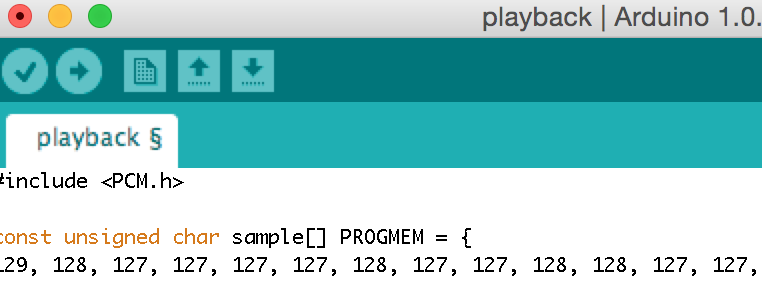 playback | Arduino 1.0.
playback §
#include <PCM.h>
const unsigned char sample[] PROGMEM = {
129, 128, 127, 127, 127, 127, 128, 127, 127, 128, 128, 127, 127,